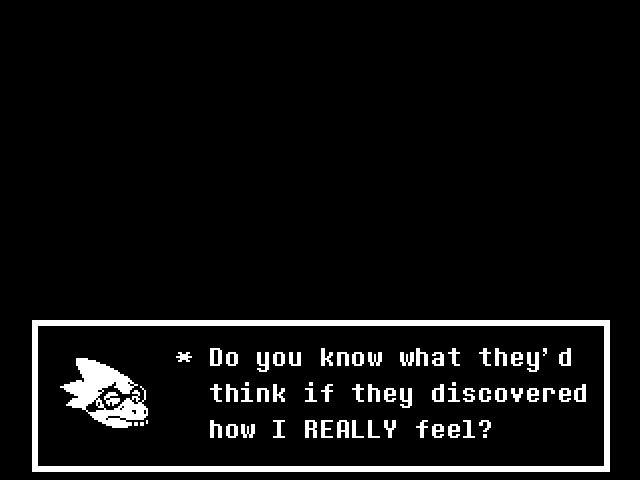 * Do you know what they'd
think if they discovered
how I REALLY feel?